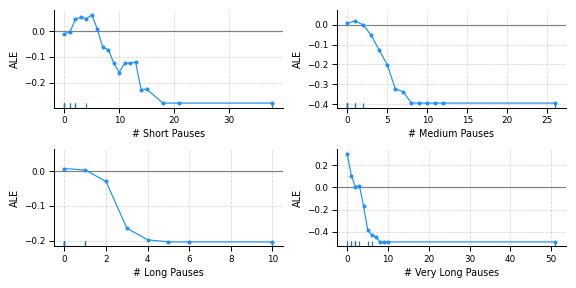 0.0
−0.1
−0.2
ALE
0 10 20 30
# Short Pauses
0.0
−0.1
−0.2
−0.3
−0.4
ALE
0 5 10 15 20 25
# Medium Pauses
0.0
−0.1
−0.2
ALE
0 2 4 6 8 10
# Long Pauses
0.2
0.0
−0.2
−0.4
ALE
0 10 20 30 40 50
# Very Long Pauses